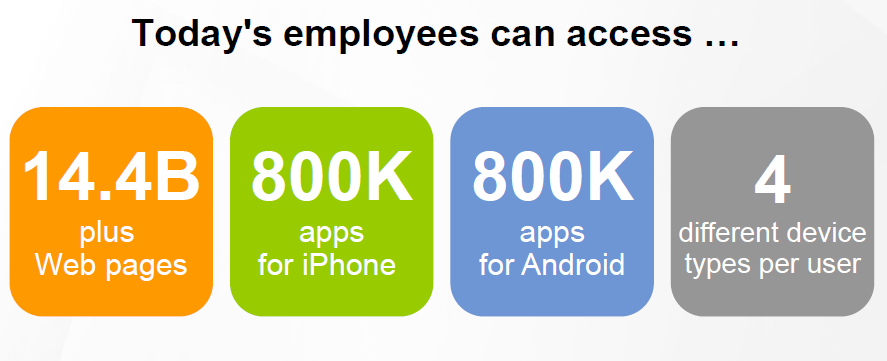 Today's employees can access …
14.4B
plus
Web pages
800K
apps
for iPhone
800K
apps
for Android
4
different device
types per user